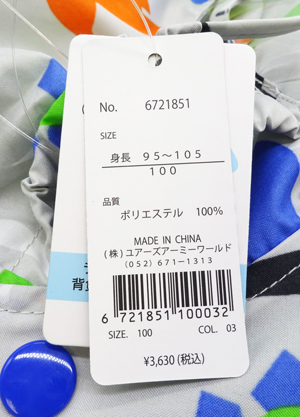 No. 6721851
SIZE
身長 95～105
100
品質
ポリエステル 100%
MADE IN CHINA
(株)ユアーズアーミーワールド
(052)671-1313
6 721851 100032
SIZE. 100 COL. 03
¥3,630(税込)